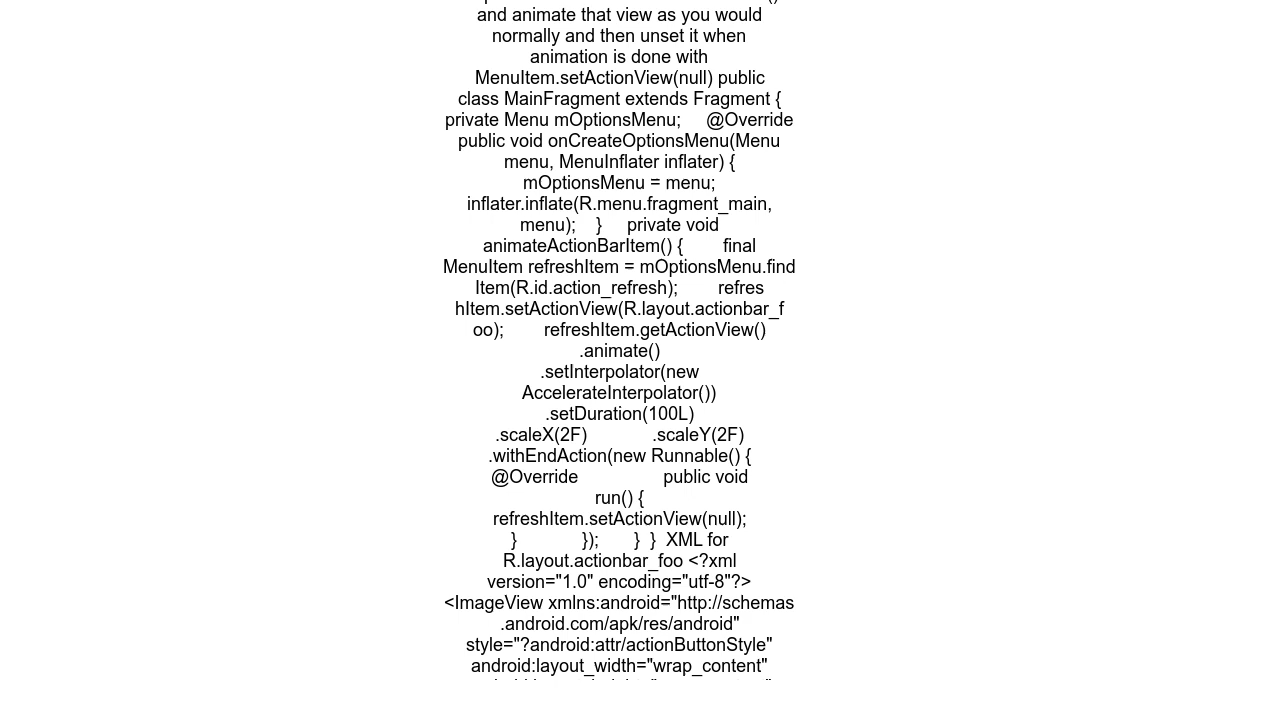 and animate that view as you would
normally and then unset it when
animation is done with
MenuItem.setActionView(null) public
class MainFragment extends Fragment {
private Menu mOptionsMenu;     @Override
public void onCreateOptionsMenu(Menu
menu, MenuInflater inflater) {
mOptionsMenu = menu;
inflater.inflate(R.menu.fragment_main,
menu);    }     private void
animateActionBarItem() {        final
MenuItem refreshItem = mOptionsMenu.find
Item(R.id.action_refresh);        refres
hItem.setActionView(R.layout.actionbar_f
oo);        refreshItem.getActionView()
.animate()
.setInterpolator(new
AccelerateInterpolator())
.setDuration(100L)
.scaleX(2F)             .scaleY(2F)
.withEndAction(new Runnable() {
@Override                 public void
run() {
refreshItem.setActionView(null);
}             });       }  }  XML for
R.layout.actionbar_foo <?xml
version="1.0" encoding="utf-8"?>
<ImageView xmlns:android="http://schemas
.android.com/apk/res/android"
style="?android:attr/actionButtonStyle"
android:layout_width="wrap_content"